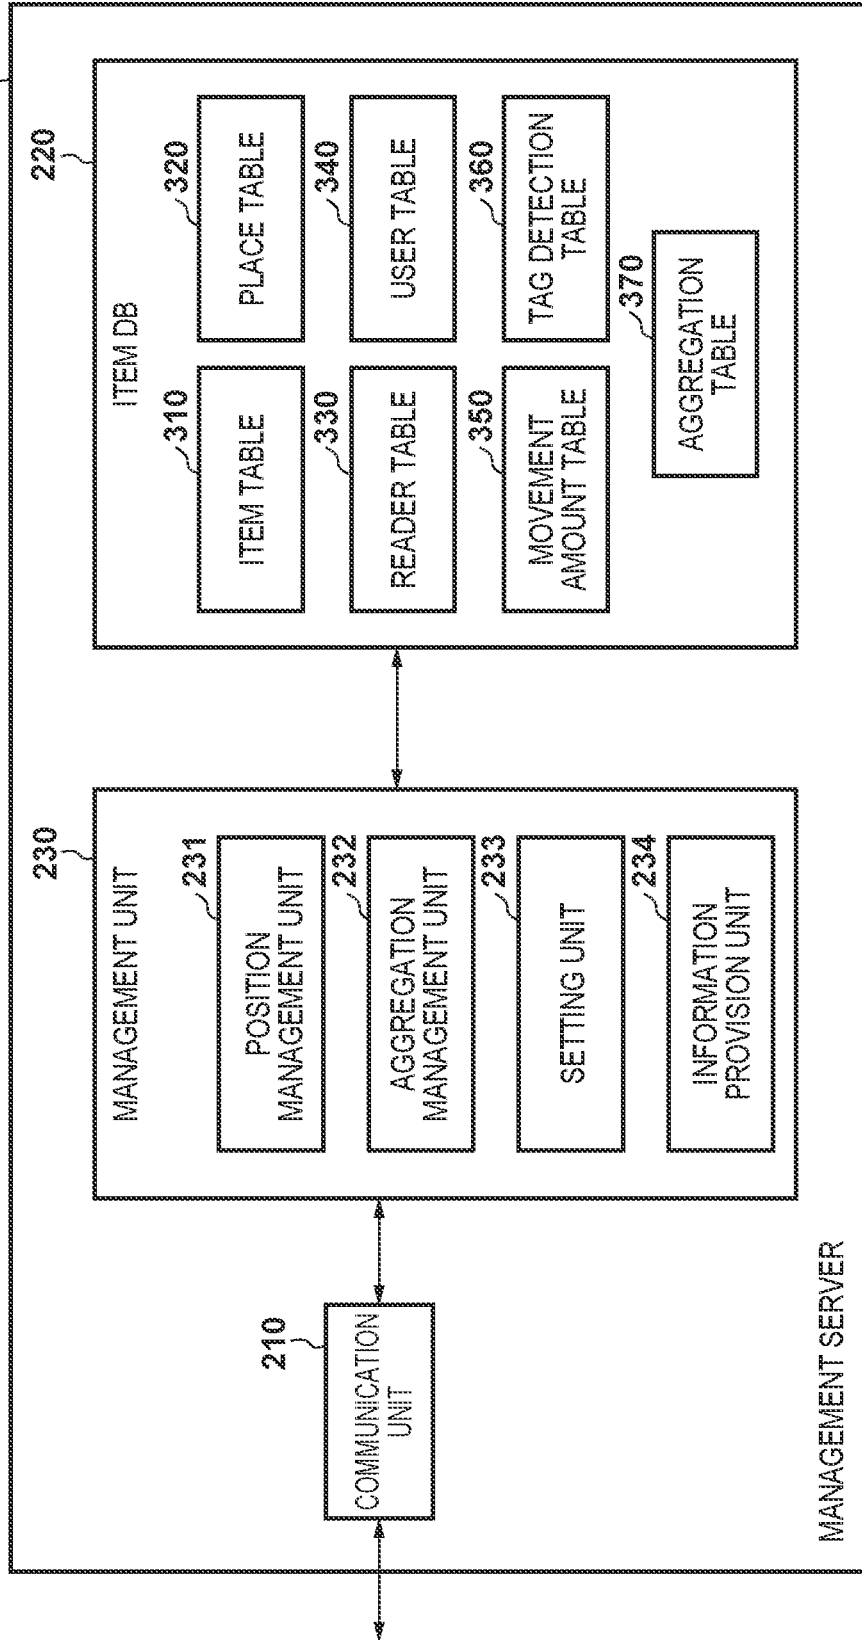 MANAGEMENT SERVER
210
COMMUNICATION
UNIT
230
MANAGEMENT UNIT
231
POSITION
MANAGEMENT UNIT
232
AGGREGATION
MANAGEMENT UNIT
233
SETTING UNIT
234
INFORMATION
PROVISION UNIT
220
ITEM DB
310
ITEM TABLE
320
PLACE TABLE
330
READER TABLE
340
USER TABLE
350
MOVEMENT
AMOUNT TABLE
360
TAG DETECTION
TABLE
370
AGGREGATION
TABLE